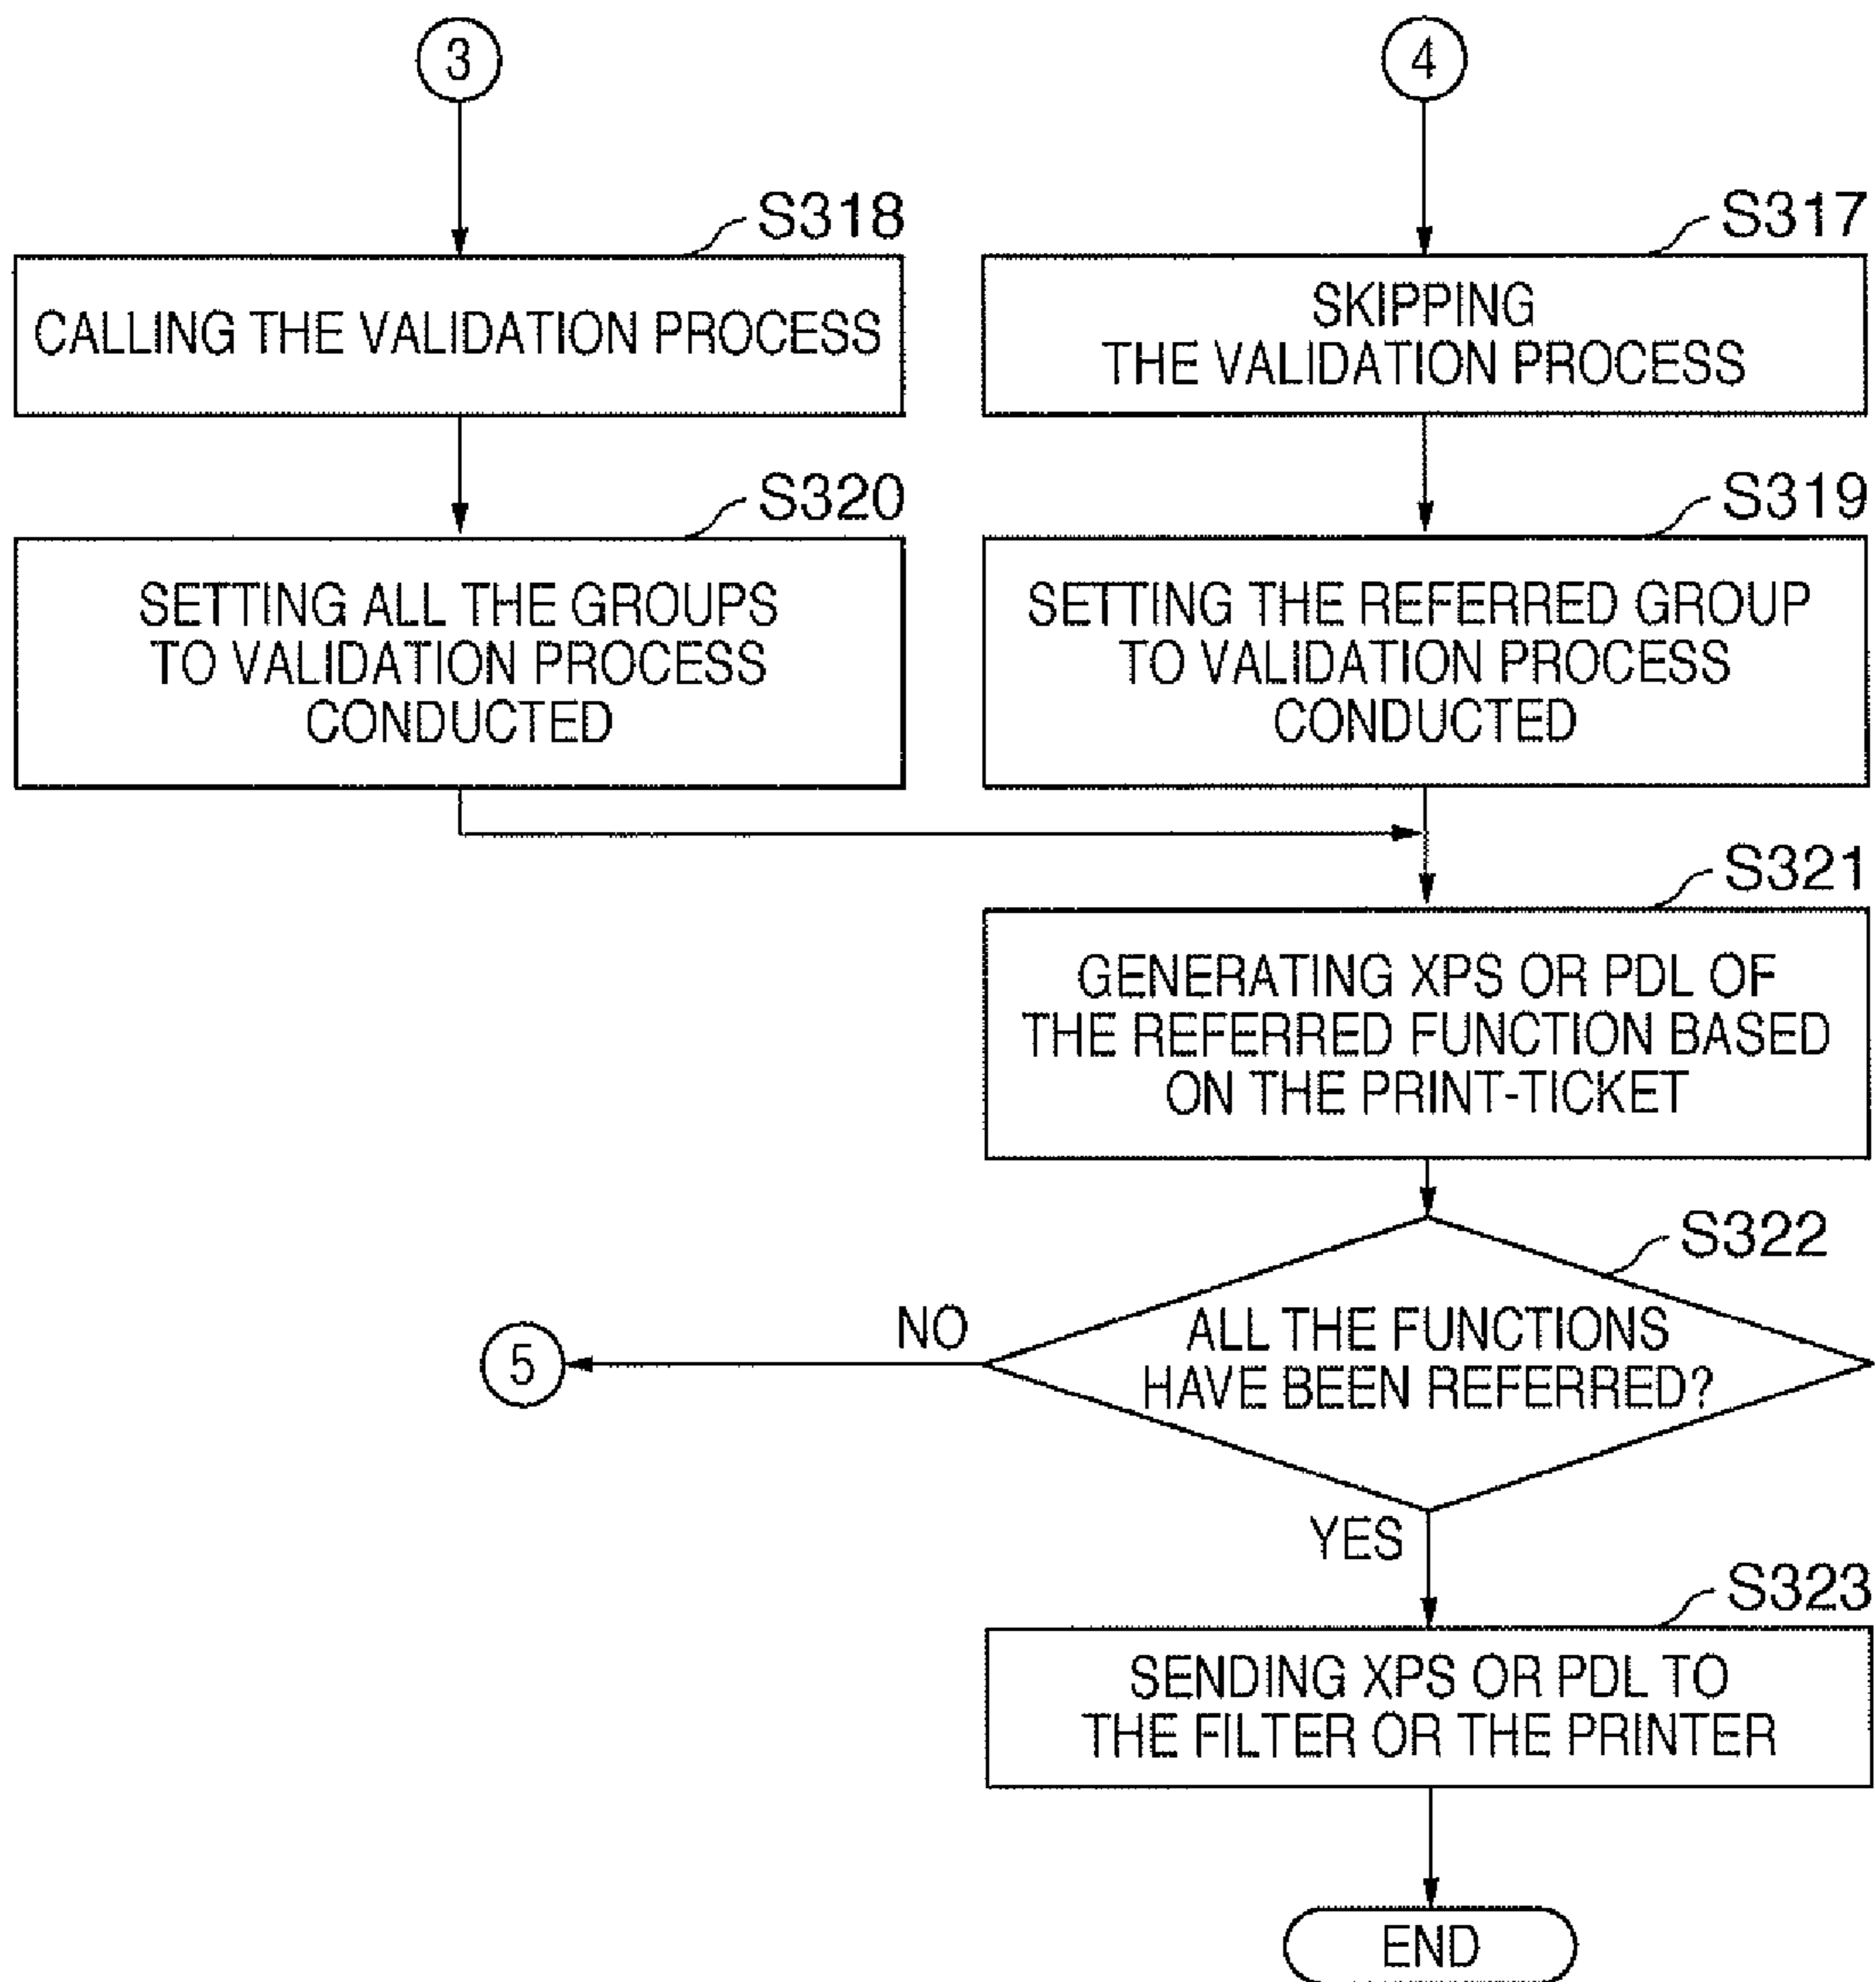 3
4
S318
CALLING THE VALIDATION PROCESS
S317
SKIPPING
THE VALIDATION PROCESS
S320
SETTING ALL THE GROUPS
TO VALIDATION PROCESS
CONDUCTED
S319
SETTING THE REFERRED GROUP
TO VALIDATION PROCESS
CONDUCTED
S321
GENERATING XPS OR PDL OF
THE REFERRED FUNCTION BASED
ON THE PRINT-TICKET
S322
ALL THE FUNCTIONS
HAVE BEEN REFERRED?
NO
5
YES
S323
SENDING XPS OR PDL TO
THE FILTER OR THE PRINTER
END